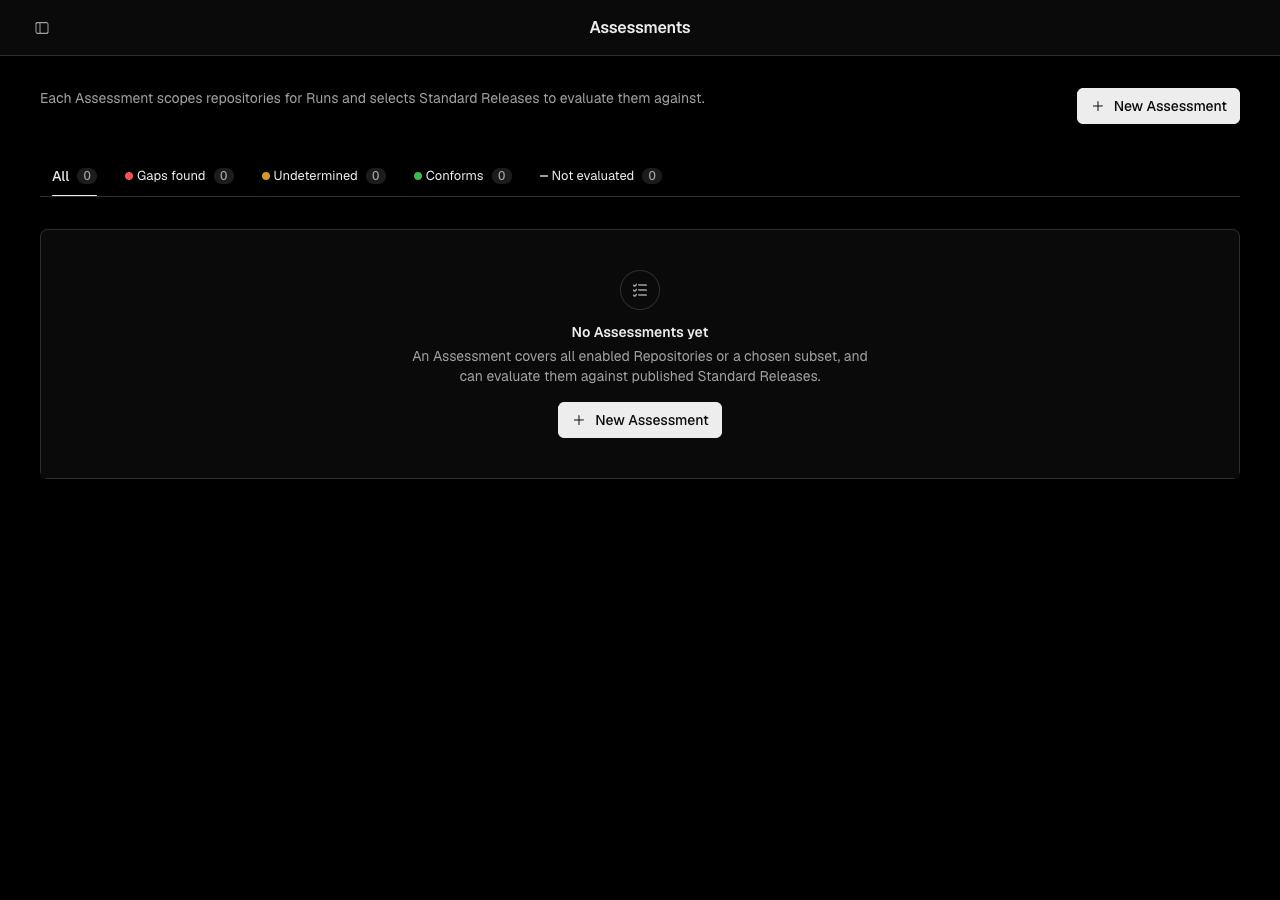 Assessments
Each Assessment scopes repositories for Runs and selects Standard Releases to evaluate them against.
New Assessment
All 0 Gaps found 0 Undetermined 0 Conforms 0 Not evaluated 0
No Assessments yet
An Assessment covers all enabled Repositories or a chosen subset, and
can evaluate them against published Standard Releases.
New Assessment